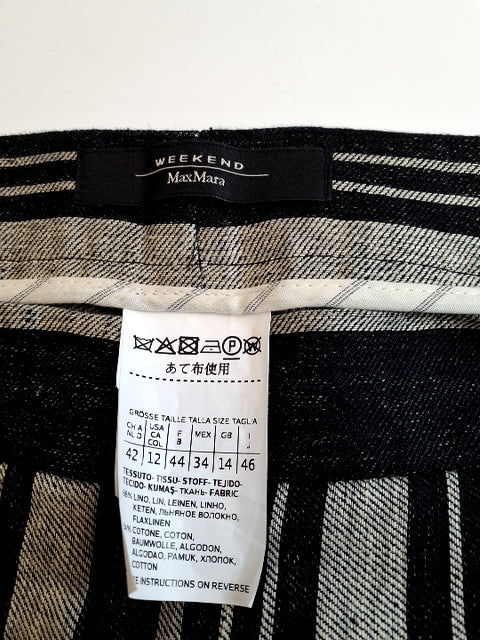 WEEKEND
MaxMara
P W
あて布使用
GRÖSSE TAILLE TALLA SIZE TAGLIA
CH A NL D
USA CA COL
F B
MEX
GB
I J
42 12 44 34 14 46
TESSUTO- TISSU- STOFF- TEJIDO-
TECIDO- KUMAŞ- ТКАНЬ- FABRIC
LINO, LIN, LEINEN, LINHO,
KETEN, ЛЬНЯНОЕ ВОЛОКНО,
FLAXLINEN
COTONE, COTON,
BAUMWOLLE, ALGODON,
ALGODAO, PAMUK, ХЛОПОК,
COTTON
INSTRUCTIONS ON REVERSE